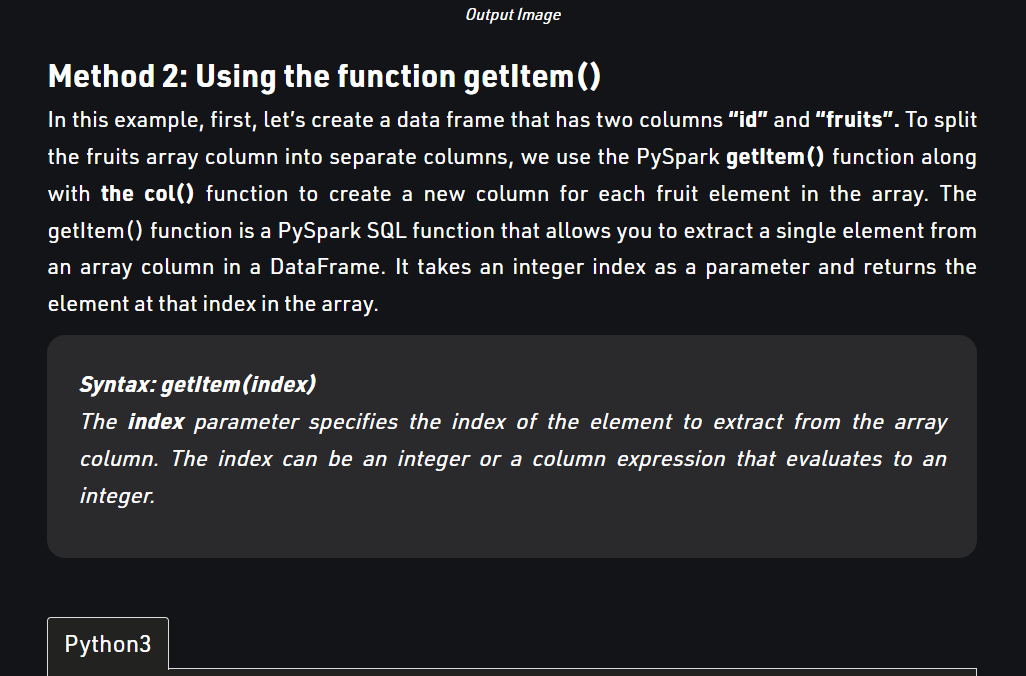 Output Image
Method 2: Using the function getItem()
In this example, first, let’s create a data frame that has two columns “id” and “fruits”. To split
the fruits array column into separate columns, we use the PySpark getItem() function along
with the col() function to create a new column for each fruit element in the array. The
getItem() function is a PySpark SQL function that allows you to extract a single element from
an array column in a DataFrame. It takes an integer index as a parameter and returns the
element at that index in the array.
Syntax: getItem(index)
The index parameter specifies the index of the element to extract from the array
column. The index can be an integer or a column expression that evaluates to an
integer.
Python3